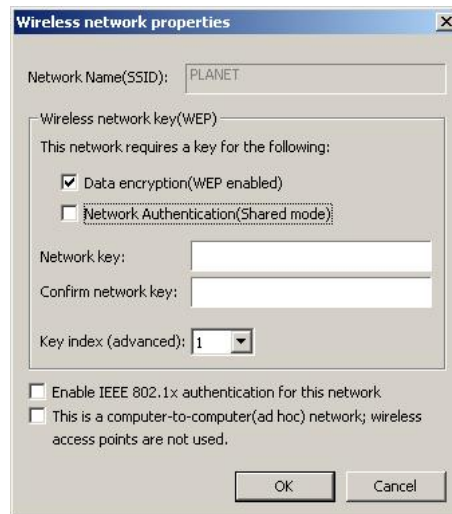 Wireless network properties
Network Name(SSID): PLANET
Wireless network key(WEP)
This network requires a key for the following:
Data encryption(WEP enabled)
Network Authentication(Shared mode)
Network key:
Confirm network key:
Key index (advanced): 1
Enable IEEE 802.1x authentication for this network
This is a computer-to-computer(ad hoc) network; wireless
access points are not used.
OK Cancel